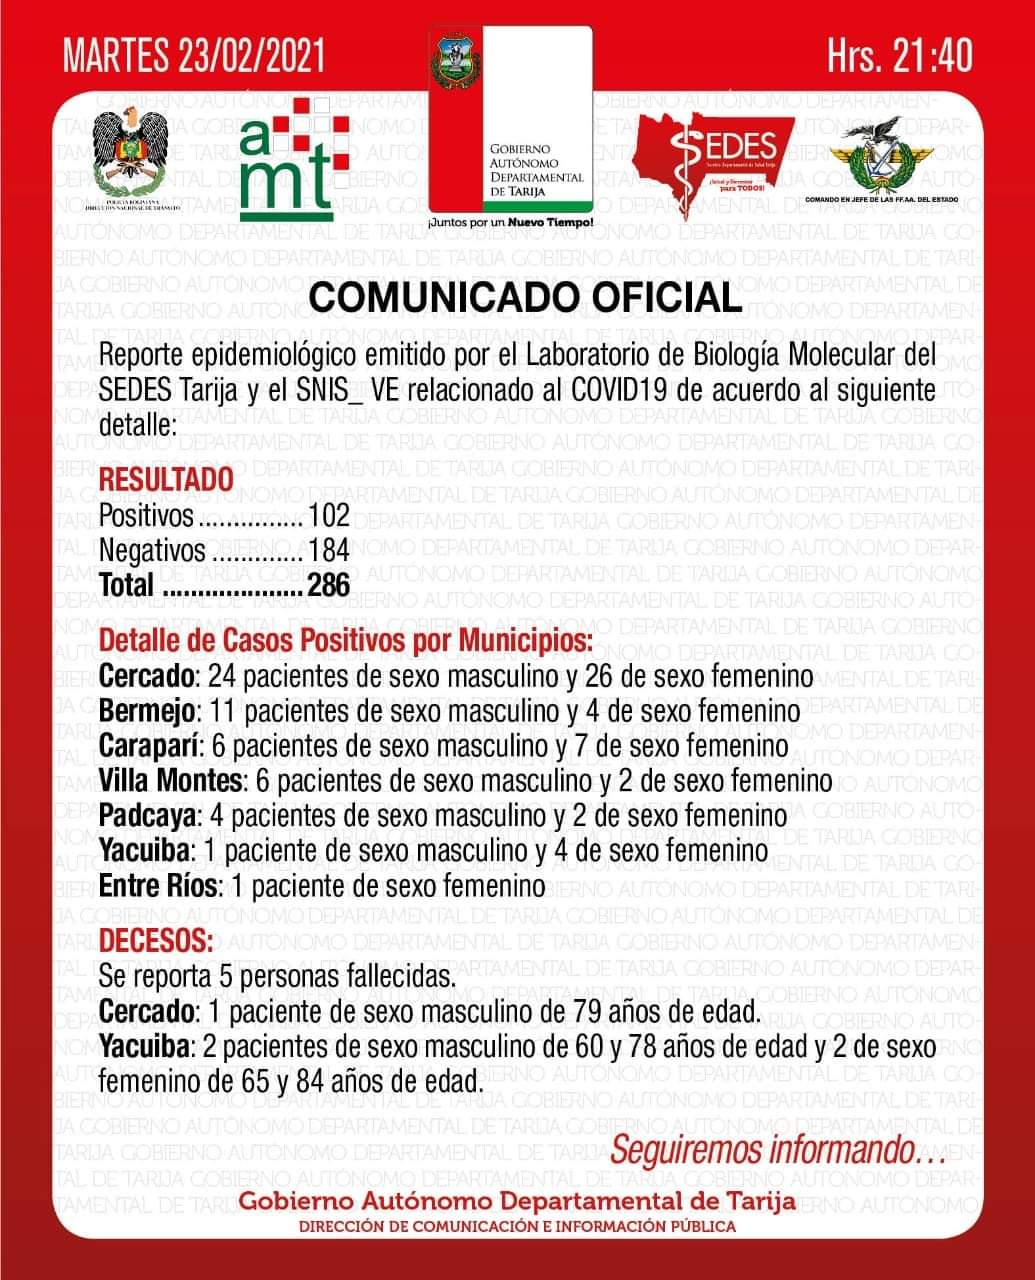 MARTES 23/02/2021
Hrs. 21:40
POLICIA BOLIVIANA
DIRECCIÓN NACIONAL DE TRÁNSITO
amt
GOBIERNO
AUTÓNOMO
DEPARTAMENTAL
DE TARIJA
¡Juntos por un Nuevo Tiempo!
SEDES
Servicio Departamental de Salud Tarija
¡Salud y Bienestar
para TODOS!
COMANDO EN JEFE DE LAS FF.AA. DEL ESTADO
COMUNICADO OFICIAL
Reporte epidemiológico emitido por el Laboratorio de Biología Molecular del
SEDES Tarija y el SNIS_ VE relacionado al COVID19 de acuerdo al siguiente
detalle:
RESULTADO
Positivos ............... 102
Negativos ............. 184
Total .................... 286
Detalle de Casos Positivos por Municipios:
Cercado: 24 pacientes de sexo masculino y 26 de sexo femenino
Bermejo: 11 pacientes de sexo masculino y 4 de sexo femenino
Caraparí: 6 pacientes de sexo masculino y 7 de sexo femenino
Villa Montes: 6 pacientes de sexo masculino y 2 de sexo femenino
Padcaya: 4 pacientes de sexo masculino y 2 de sexo femenino
Yacuiba: 1 paciente de sexo masculino y 4 de sexo femenino
Entre Ríos: 1 paciente de sexo femenino
DECESOS:
Se reporta 5 personas fallecidas.
Cercado: 1 paciente de sexo masculino de 79 años de edad.
Yacuiba: 2 pacientes de sexo masculino de 60 y 78 años de edad y 2 de sexo
femenino de 65 y 84 años de edad.
Seguiremos informando...
Gobierno Autónomo Departamental de Tarija
DIRECCIÓN DE COMUNICACIÓN E INFORMACIÓN PÚBLICA